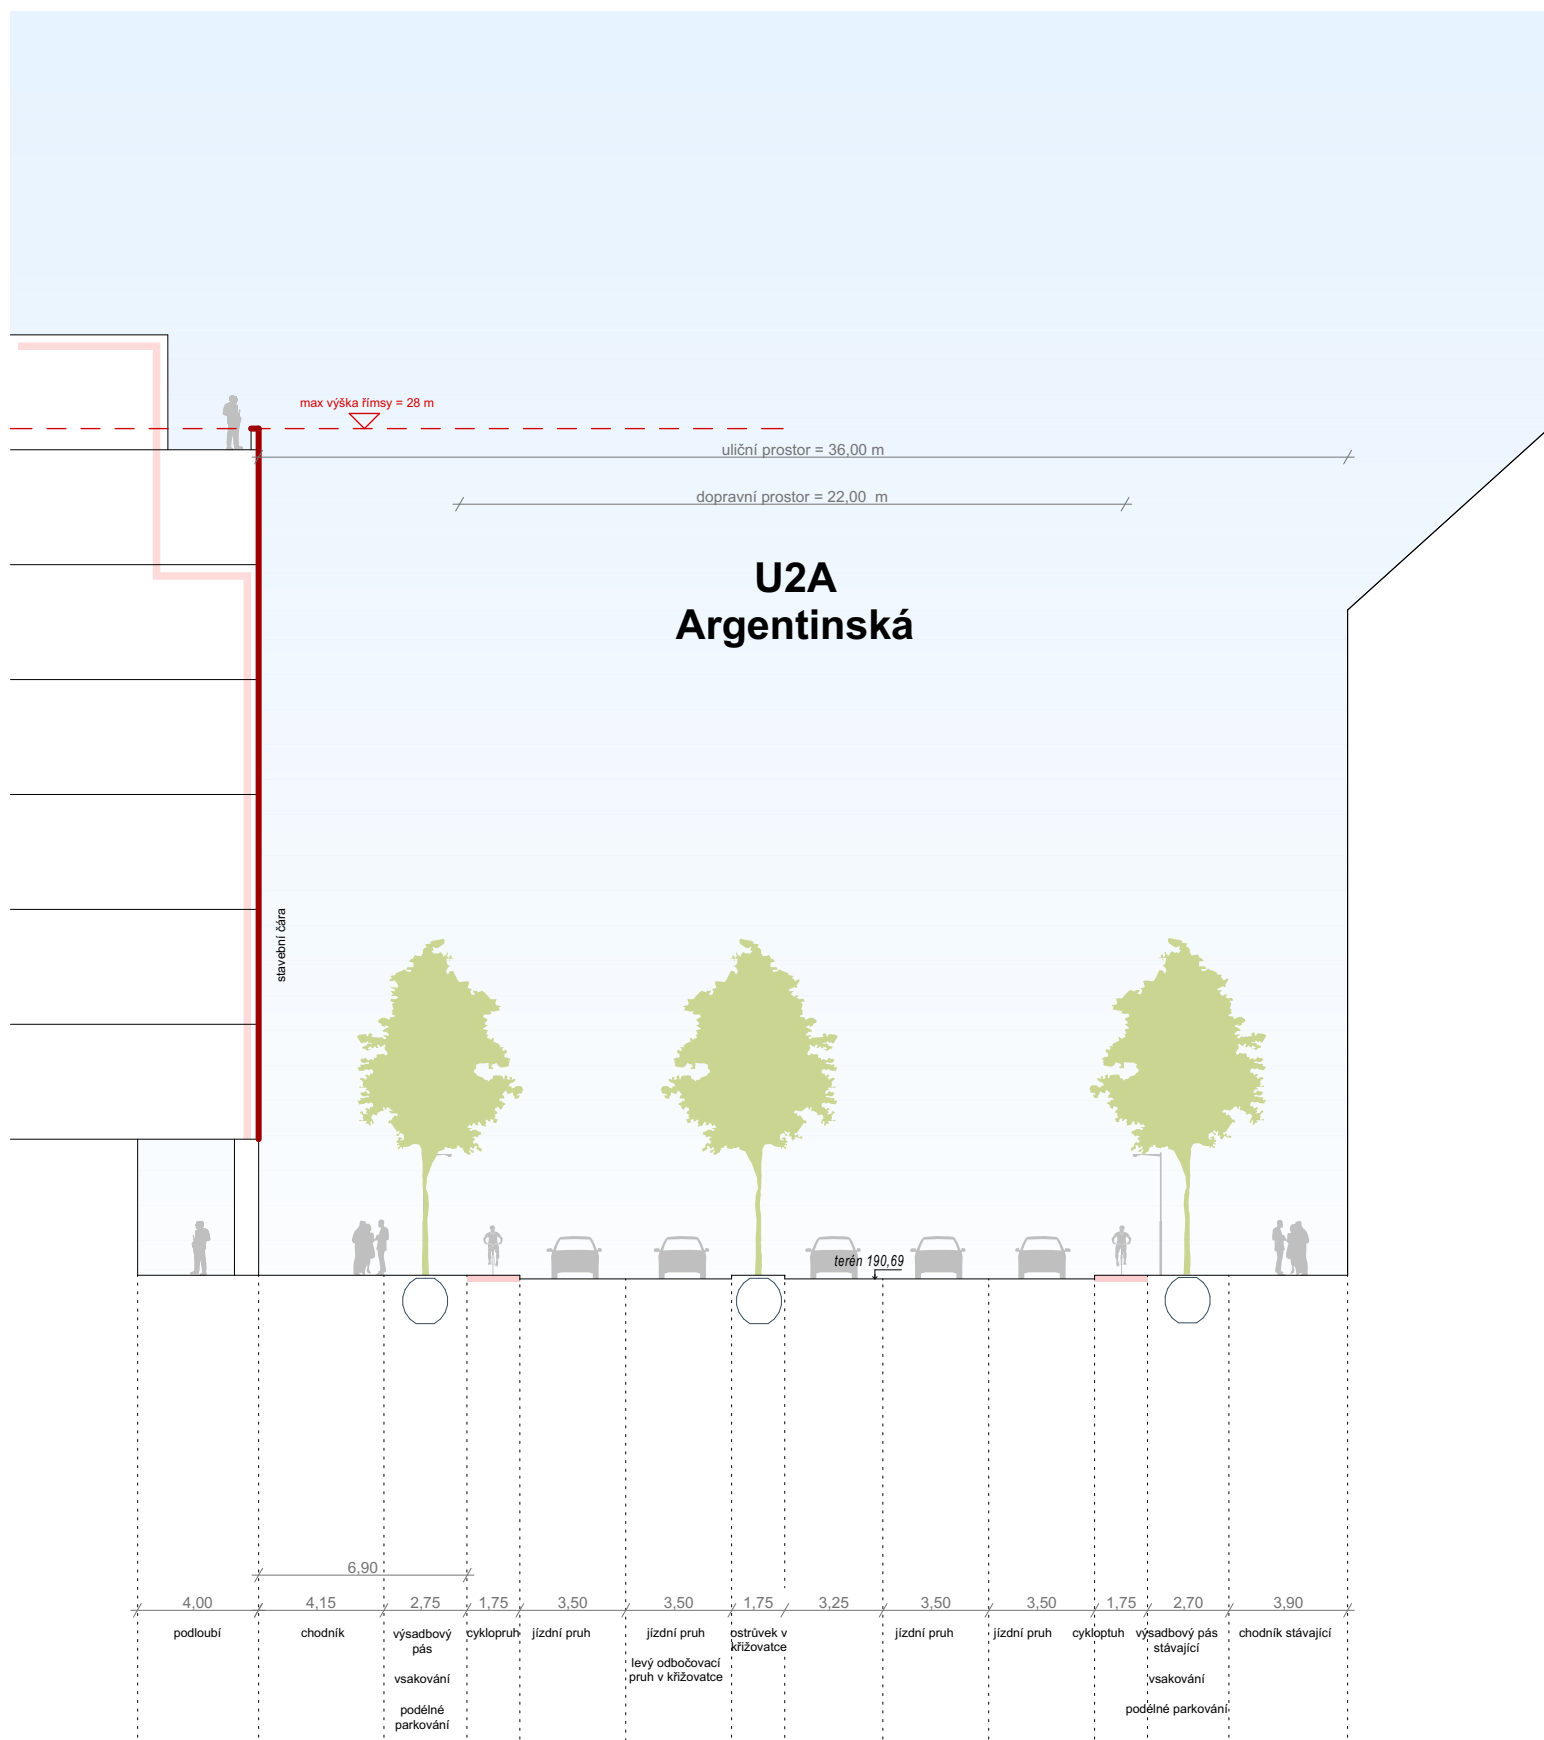 max výška římsy = 28 m
uliční prostor = 36,00 m
dopravní prostor = 22,00 m
U2A
Argentinská
stavební čára
terén 190,69
6,90
4,00 4,15 2,75 1,75 3,50 3,50 1,75 3,25 3,50 3,50 1,75 2,70 3,90
podloubí
chodník
výsadbový
pás
vsakování
podélné
parkování
cyklopruh
jízdní pruh
jízdní pruh
levý odbočovací
pruh v křižovatce
ostrůvek v
křižovatce
jízdní pruh
jízdní pruh
cykloptuh
výsadbový pás
stávající
vsakování
podélné parkování
chodník stávající